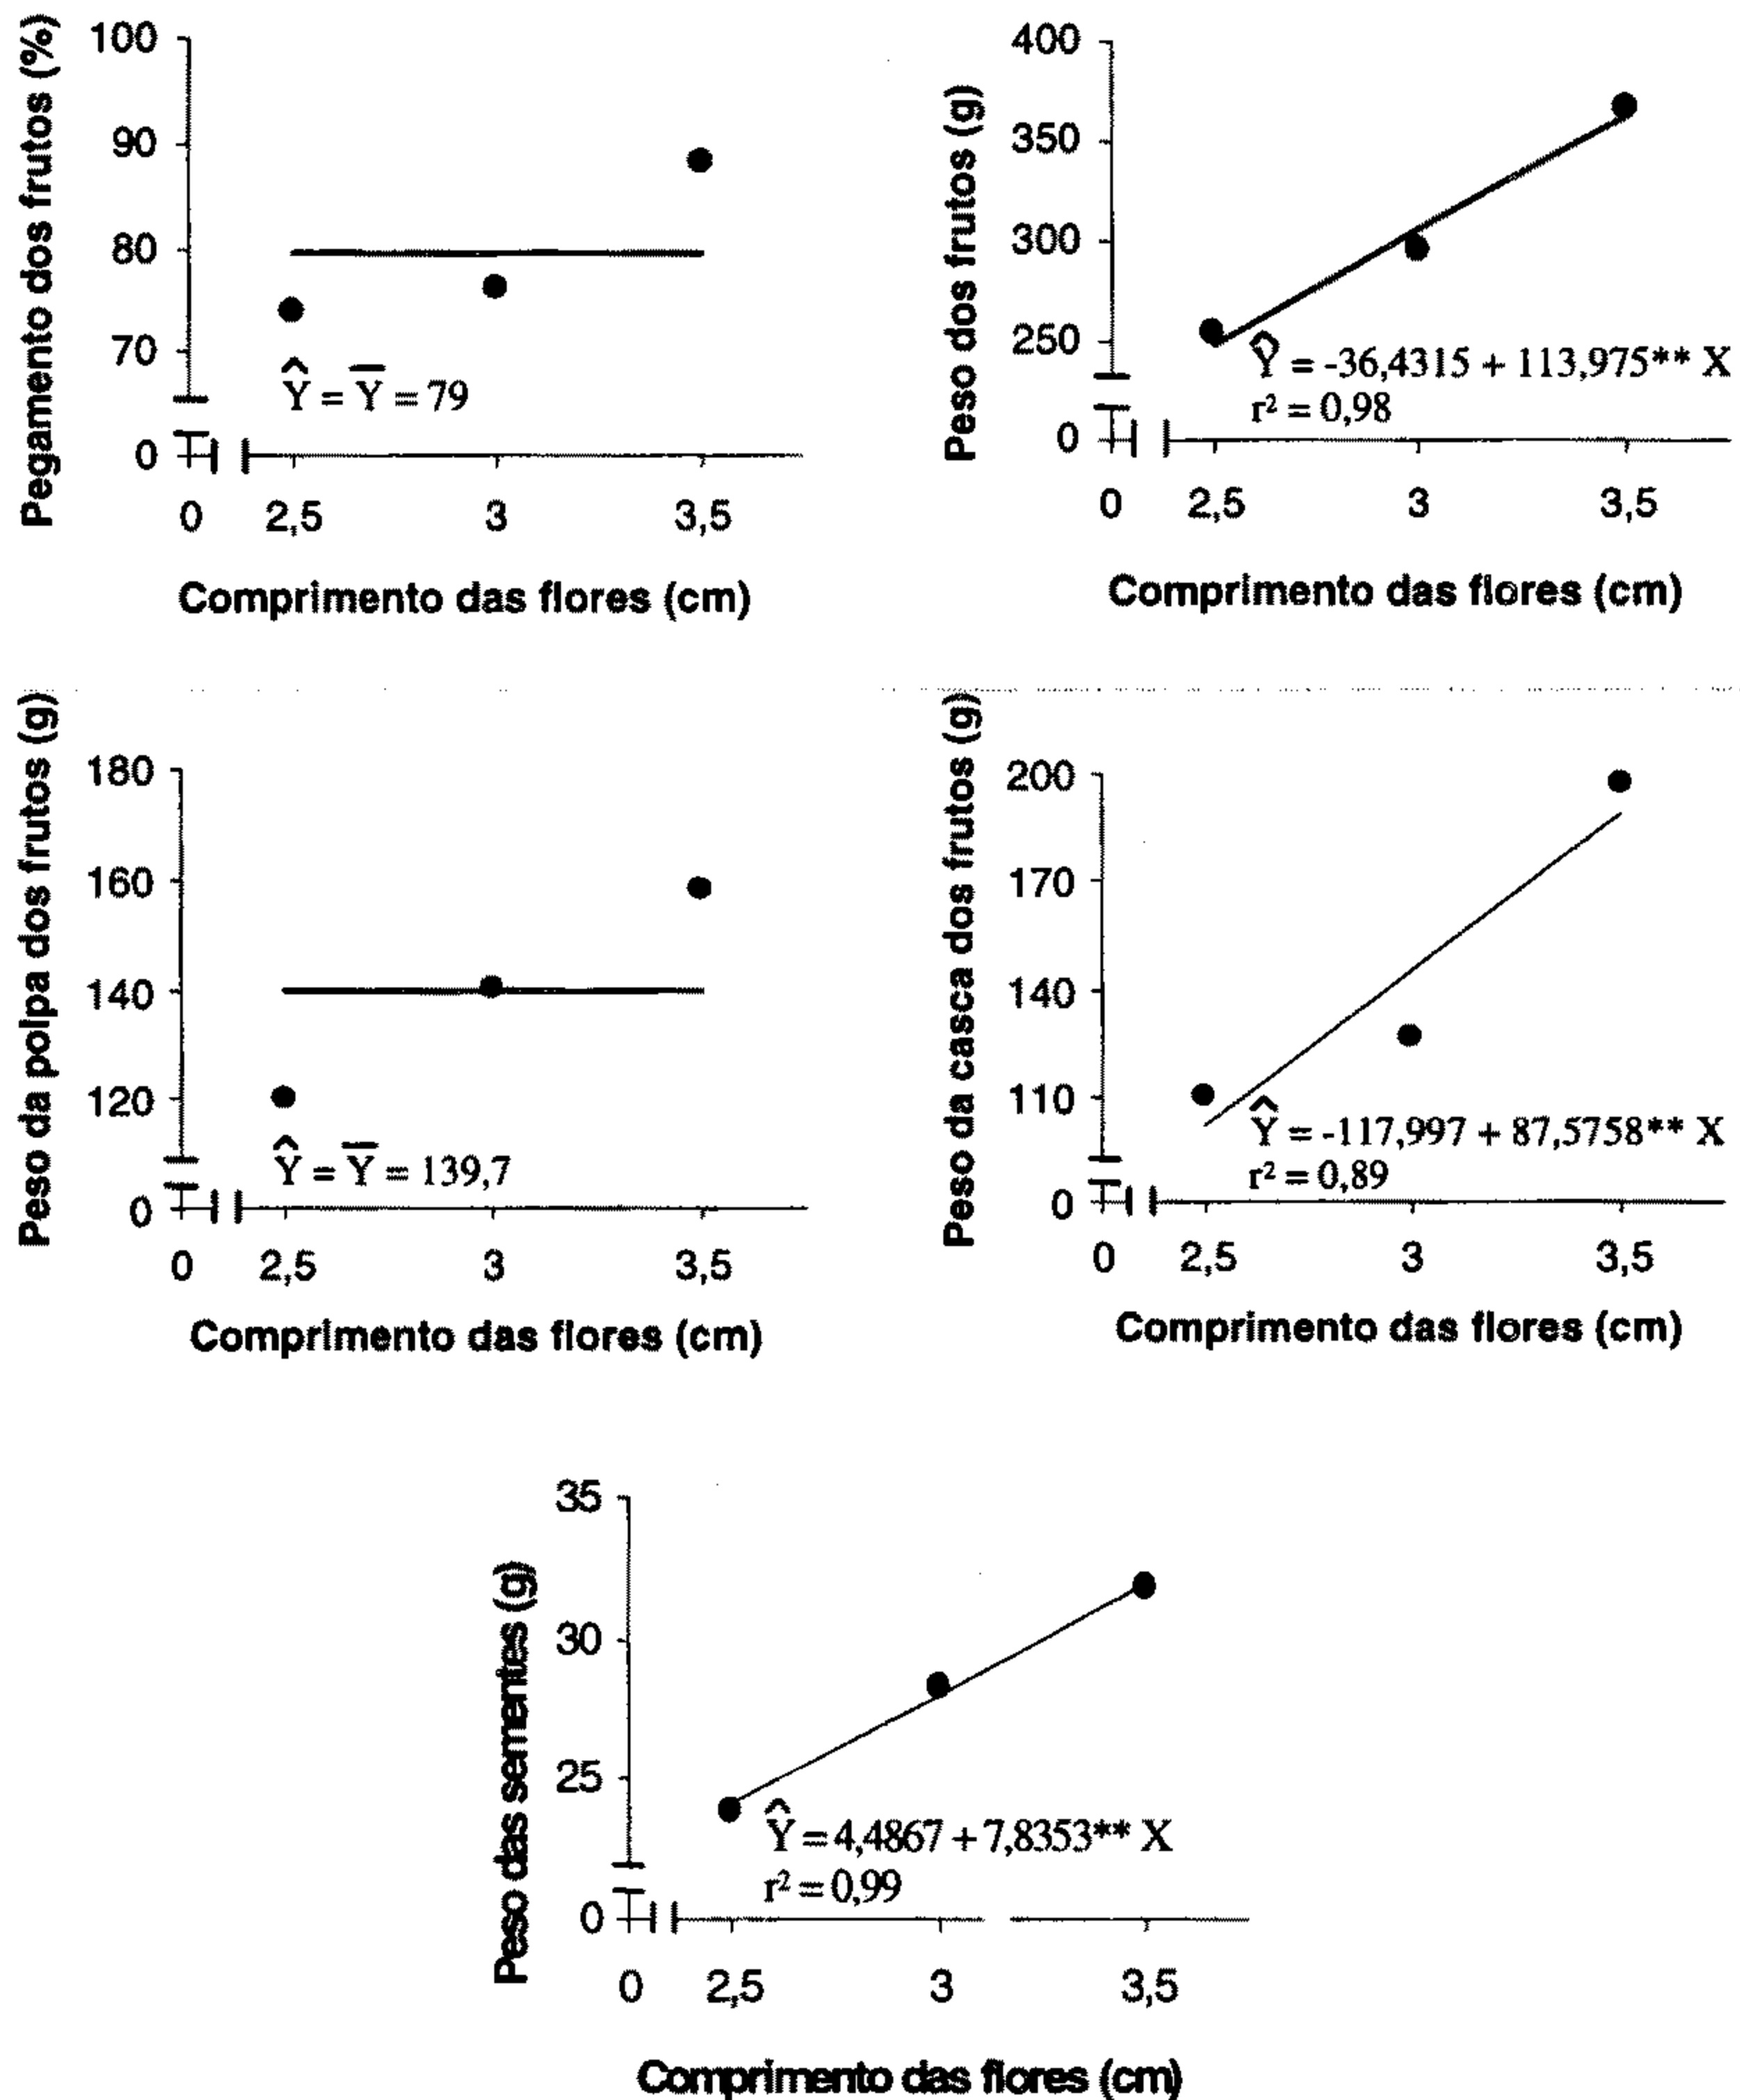 Pegamento dos frutos (%)
100
90
80
70
0
Ŷ = Y̅ = 79
0 2,5 3 3,5
Comprimento das flores (cm)
Peso dos frutos (g)
400
350
300
250
0
Ŷ = -36,4315 + 113,975** X
r² = 0,98
0 2,5 3 3,5
Comprimento das flores (cm)
Peso da polpa dos frutos (g)
180
160
140
120
0
Ŷ = Y̅ = 139,7
0 2,5 3 3,5
Comprimento das flores (cm)
Peso da casca dos frutos (g)
200
170
140
110
0
Ŷ = -117,997 + 87,5758** X
r² = 0,89
0 2,5 3 3,5
Comprimento das flores (cm)
Peso das sementes (g)
35
30
25
0
Ŷ = 4,4867 + 7,8353** X
r² = 0,99
0 2,5 3 3,5
Comprimento das flores (cm)